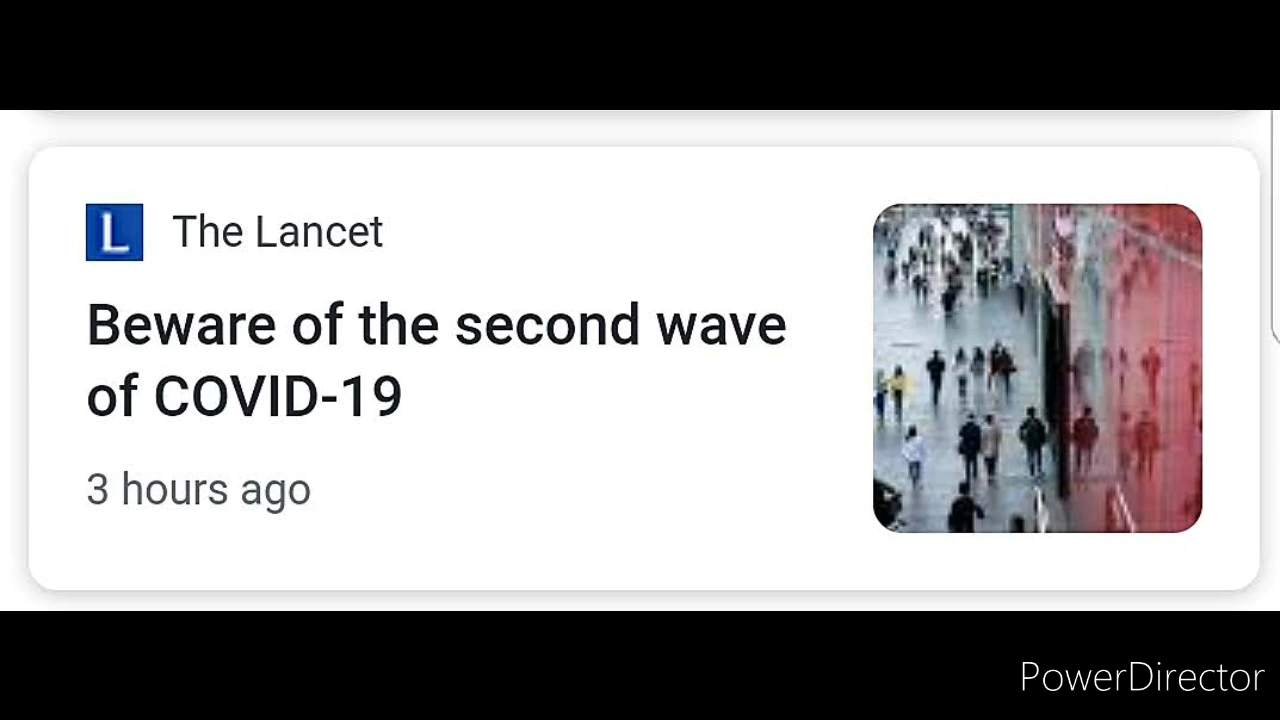 L The Lancet
Beware of the second wave
of COVID-19
3 hours ago
PowerDirector